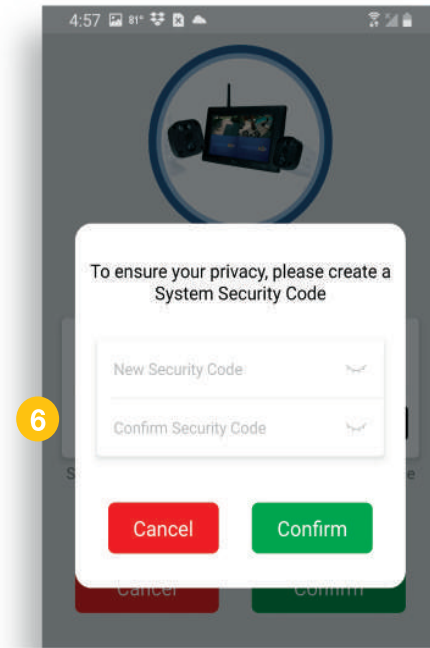 4:57 81°
To ensure your privacy, please create a
System Security Code
New Security Code
6
Confirm Security Code
S
e
Cancel Confirm
Cancel Confirm